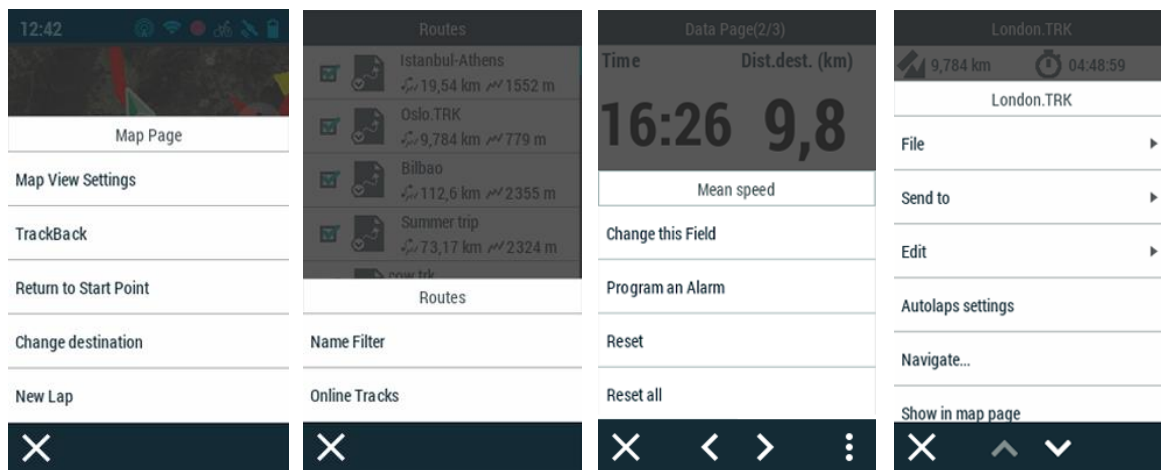 12:42
Map Page
Map View Settings
TrackBack
Return to Start Point
Change destination
New Lap
Routes
Istanbul-Athens
19,54 km 1552 m
Oslo.TRK
9,784 km 779 m
Bilbao
112,6 km 2355 m
Summer trip
73,17 km 2324 m
cow.trk
Routes
Name Filter
Online Tracks
Data Page(2/3)
Time Dist.dest. (km)
16:26 9,8
Mean speed
Change this Field
Program an Alarm
Reset
Reset all
London.TRK
9,784 km 04:48:59
London.TRK
File
Send to
Edit
Autolaps settings
Navigate...
Show in map page